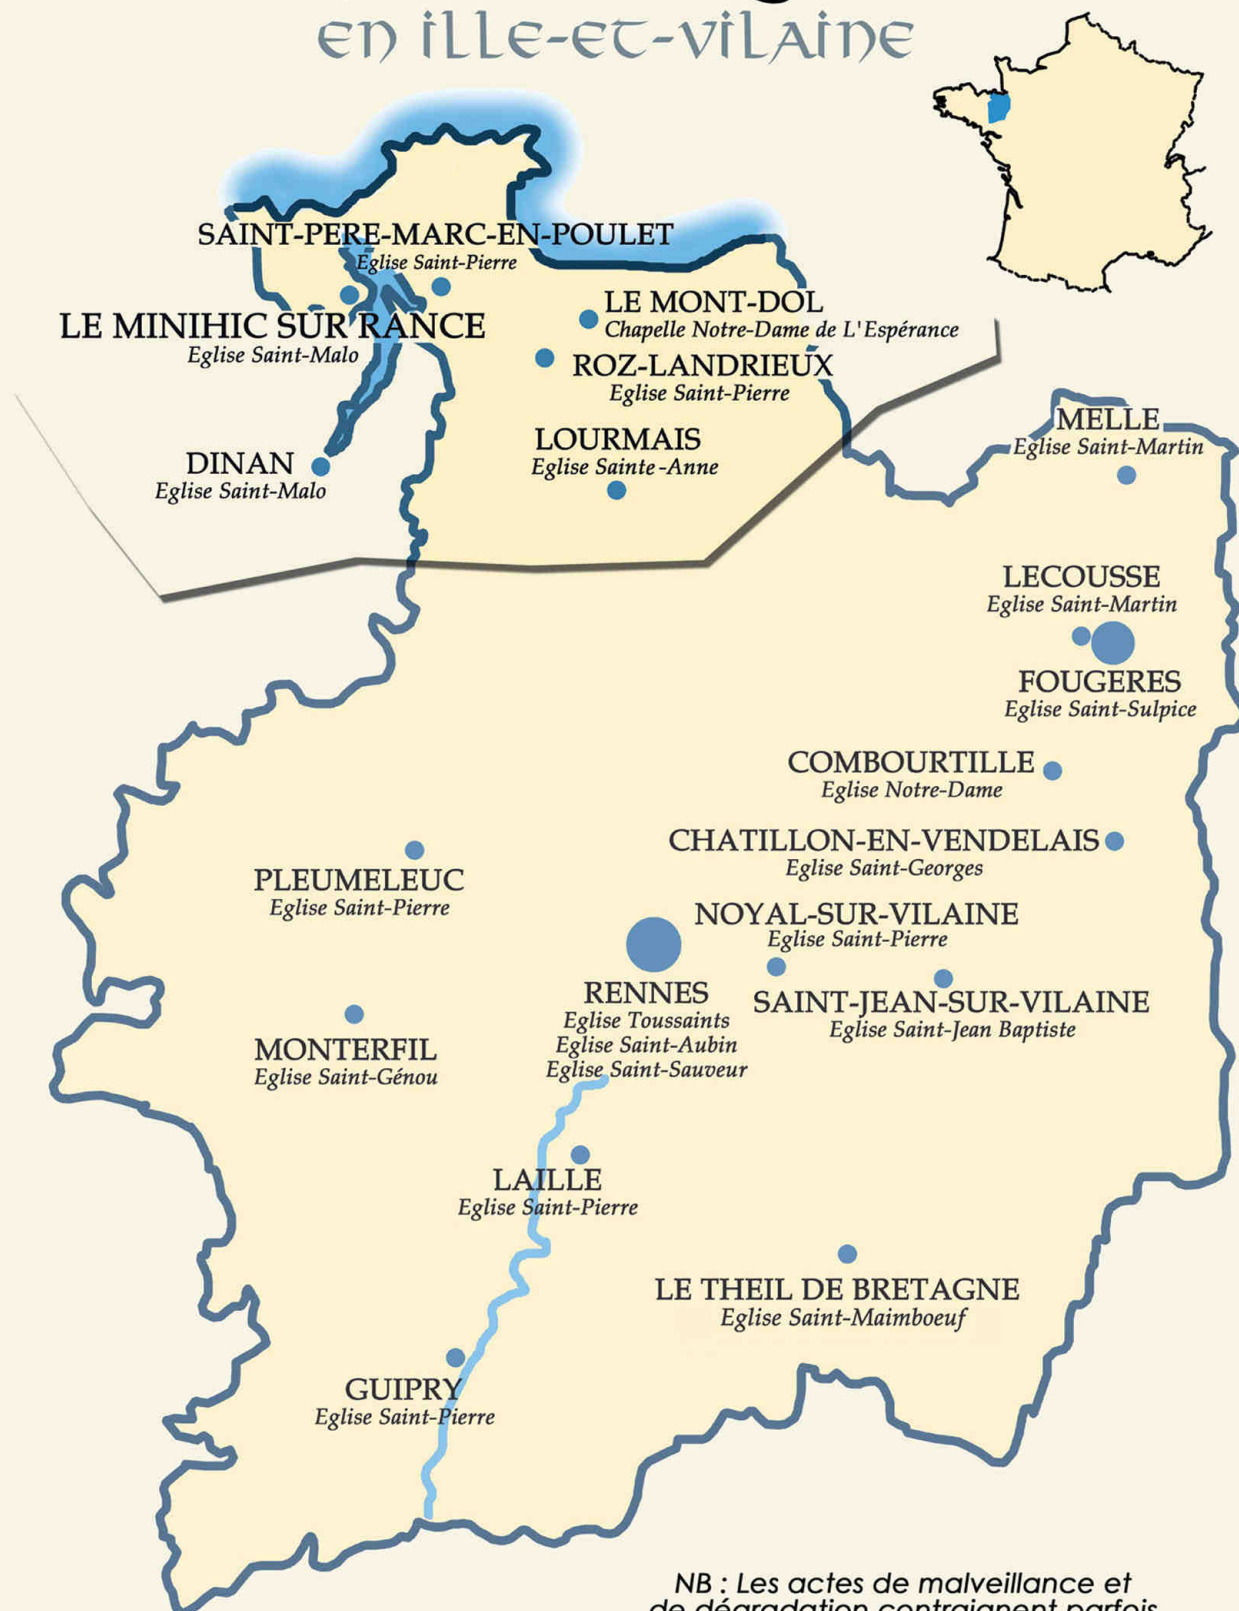 en ILLE-ET-VILAINE
SAINT-PERE-MARC-EN-POULET
Eglise Saint-Pierre
LE MONT-DOL
Chapelle Notre-Dame de L'Espérance
LE MINIHIC SUR RANCE
Eglise Saint-Malo
ROZ-LANDRIEUX
Eglise Saint-Pierre
LOURMAIS
Eglise Sainte-Anne
DINAN
Eglise Saint-Malo
MELLE
Eglise Saint-Martin
LECOUSSE
Eglise Saint-Martin
FOUGERES
Eglise Saint-Sulpice
COMBOURTILLE
Eglise Notre-Dame
CHATILLON-EN-VENDELAIS
Eglise Saint-Georges
PLEUMELEUC
Eglise Saint-Pierre
NOYAL-SUR-VILAINE
Eglise Saint-Pierre
RENNES
Eglise Toussaints
Eglise Saint-Aubin
Eglise Saint-Sauveur
SAINT-JEAN-SUR-VILAINE
Eglise Saint-Jean Baptiste
MONTERFIL
Eglise Saint-Génou
LAILLE
Eglise Saint-Pierre
LE THEIL DE BRETAGNE
Eglise Saint-Maimboeuf
GUIPRY
Eglise Saint-Pierre
NB : Les actes de malveillance et
de dégradation contraignent parfois